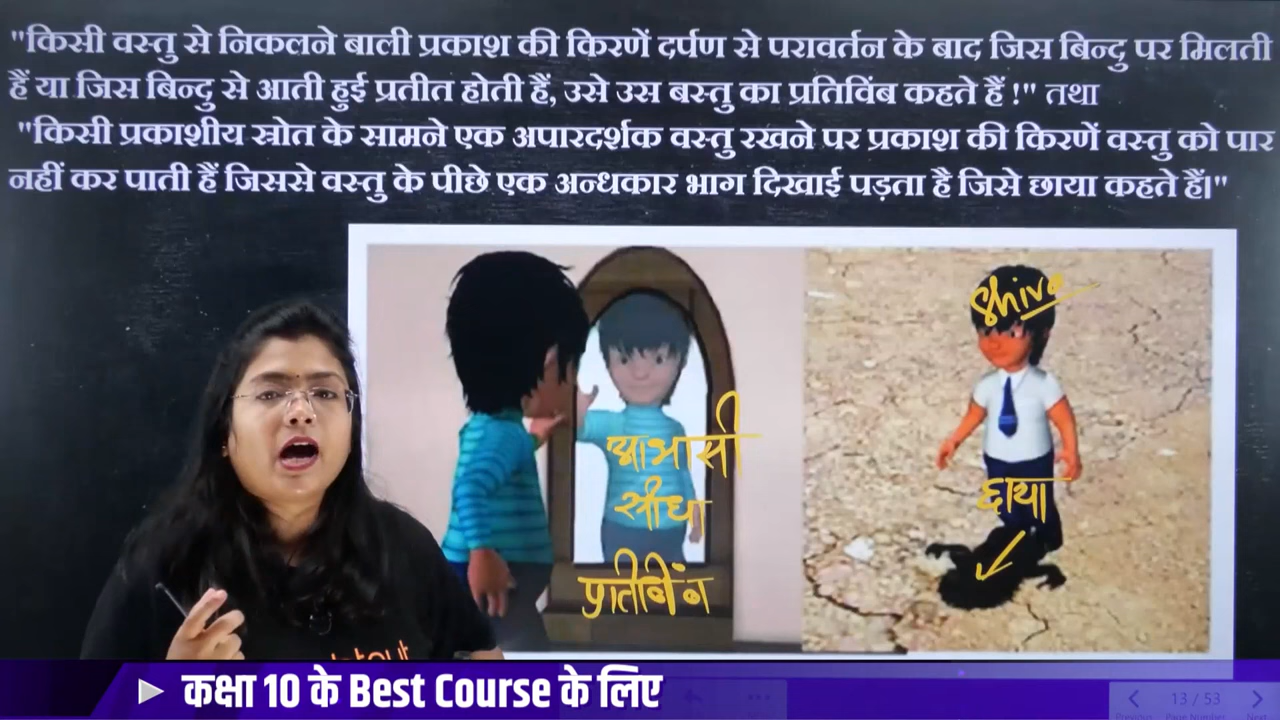 "किसी वस्तु से निकलने बाली प्रकाश की किरणें दर्पण से परावर्तन के बाद जिस बिन्दु पर मिलती
हैं या जिस बिन्दु से आती हुई प्रतीत होती हैं, उसे उस बस्तु का प्रतिविंब कहते हैं !" तथा
"किसी प्रकाशीय स्रोत के सामने एक अपारदर्शक वस्तु रखने पर प्रकाश की किरणें वस्तु को पार
नहीं कर पाती हैं जिससे वस्तु के पीछे एक अन्धकार भाग दिखाई पड़ता है जिसे छाया कहते हैं।"
Shiva
आभासी
सीधा
प्रतीबिंब
छाया
कक्षा 10 के Best Course के लिए
13 / 53